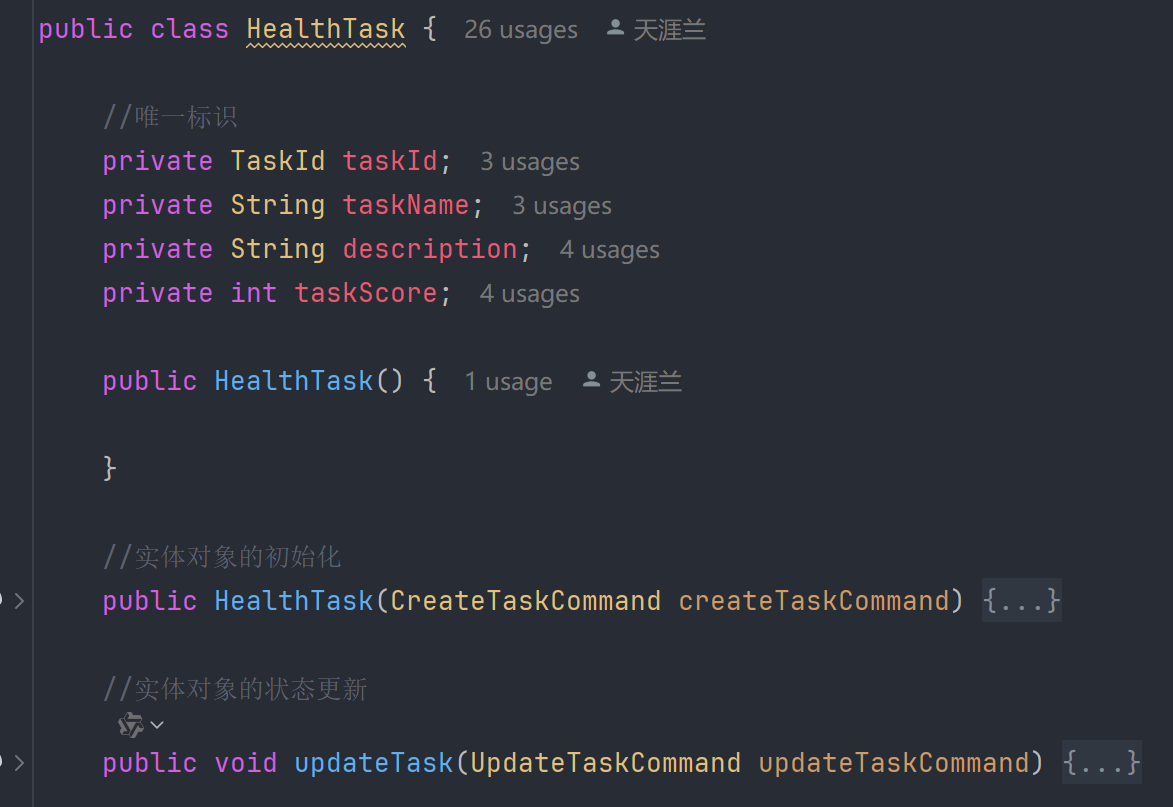 public class HealthTask {  26 usages  天涯兰
//唯一标识
private TaskId taskId;  3 usages
private String taskName;  3 usages
private String description;  4 usages
private int taskScore;  4 usages
public HealthTask() {  1 usage  天涯兰
}
//实体对象的初始化
public HealthTask(CreateTaskCommand createTaskCommand) {...}
//实体对象的状态更新
public void updateTask(UpdateTaskCommand updateTaskCommand) {...}